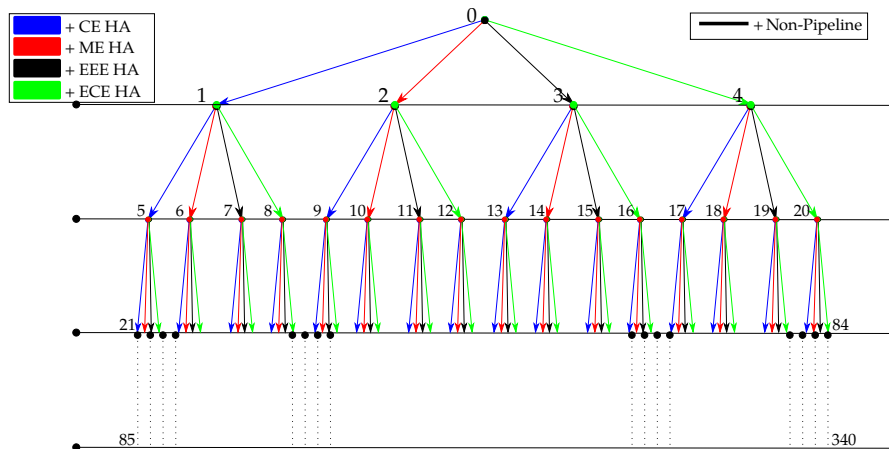 + CE HA
+ ME HA
+ EEE HA
+ ECE HA
0
+ Non-Pipeline
1 2 3 4
5 6 7 8 9 10 11 12 13 14 15 16 17 18 19 20
21 84
85 340